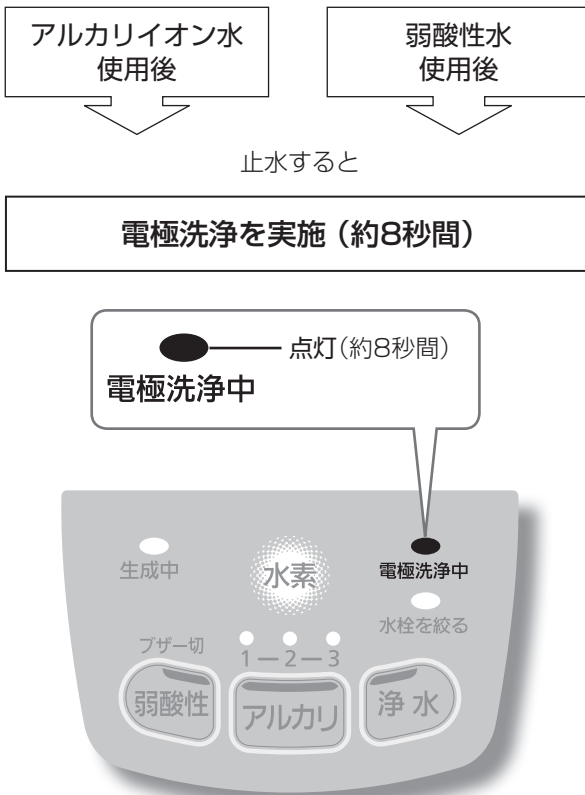 アルカリイオン水
使用後
弱酸性水
使用後
止水すると
電極洗浄を実施（約8秒間）
点灯（約8秒間）
電極洗浄中
生成中
水素
電極洗浄中
水栓を絞る
ブザー切
1－2－3
弱酸性
アルカリ
浄水